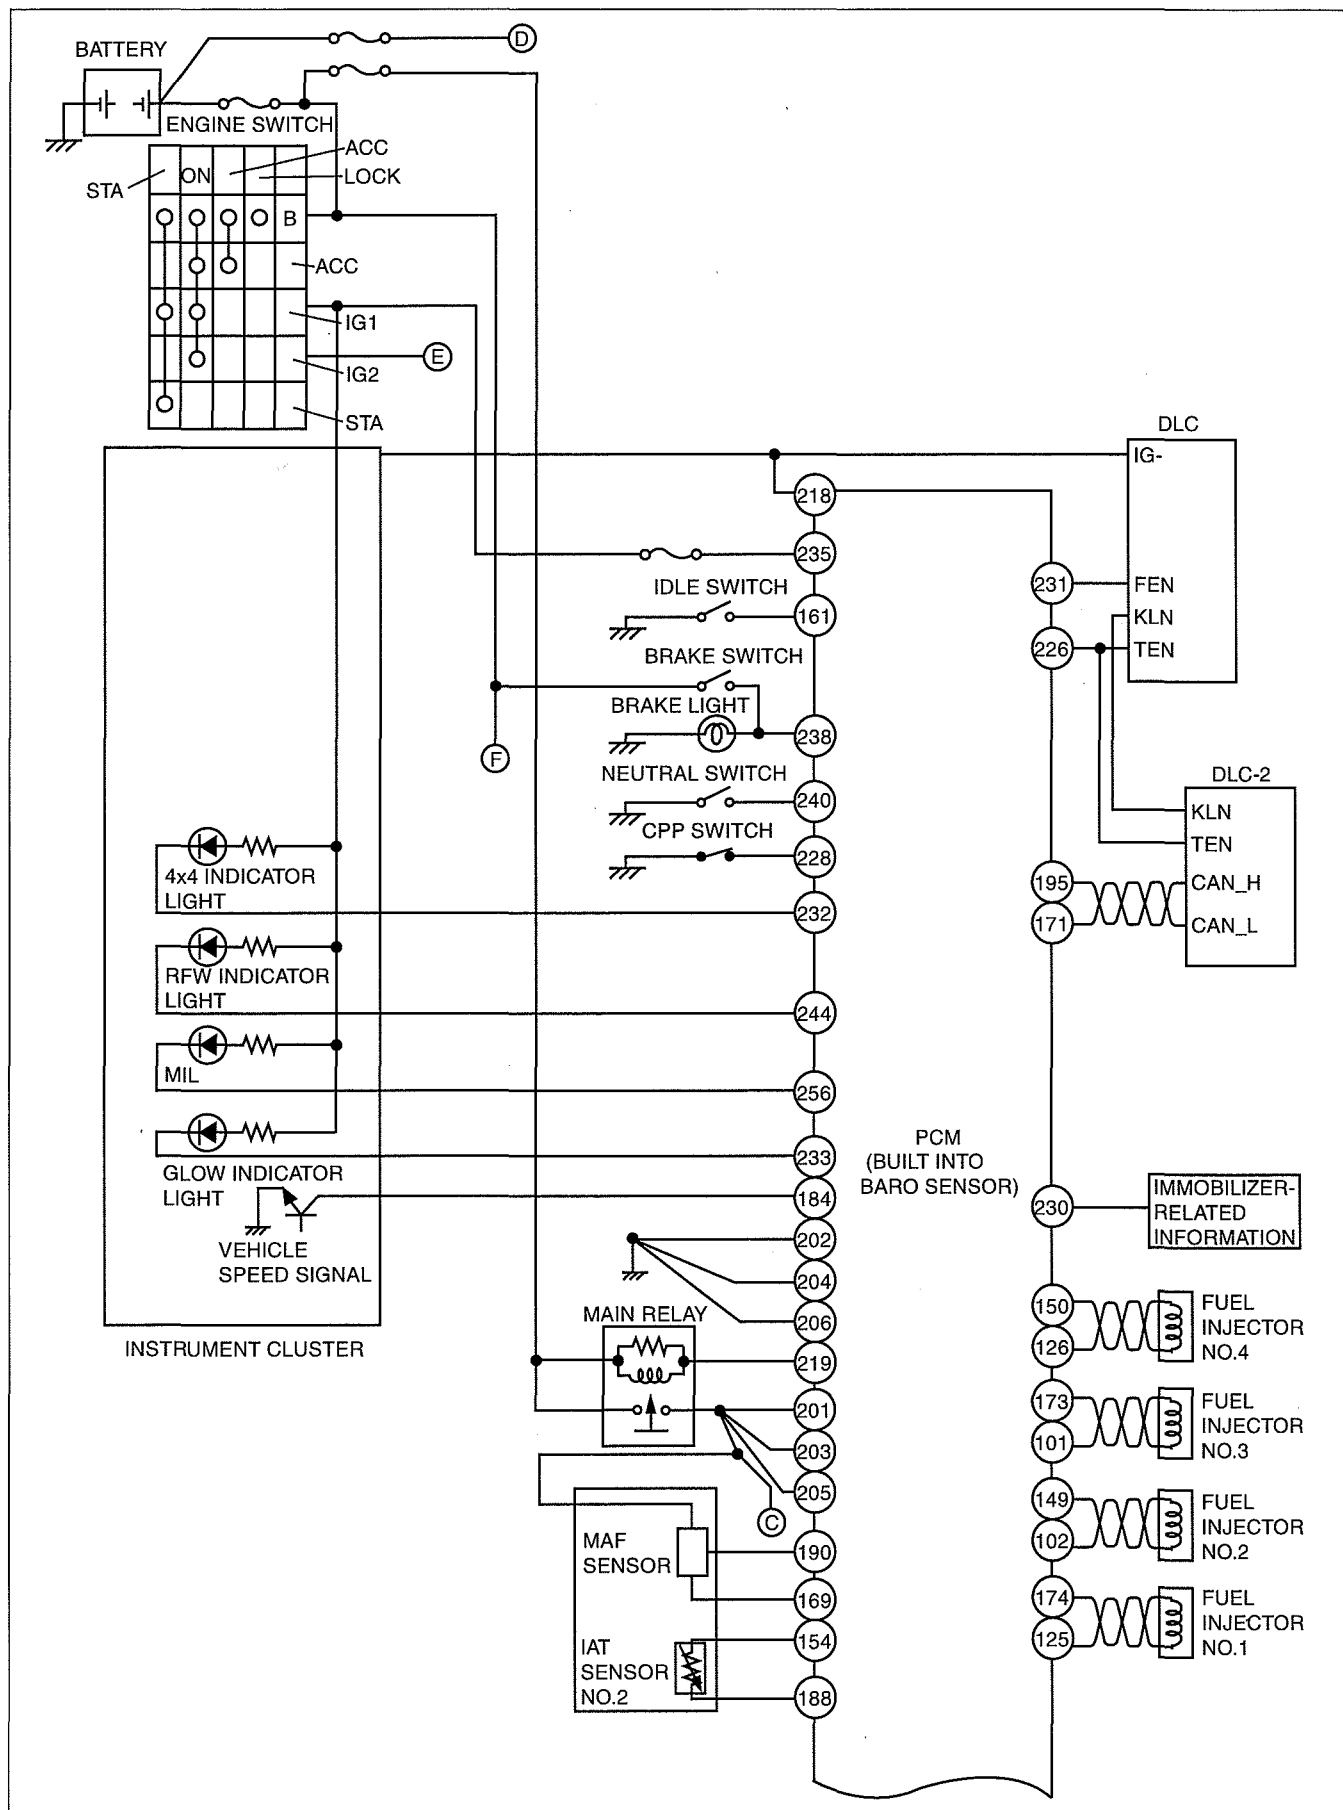 BATTERY
D
ENGINE SWITCH
ACC
LOCK
ON
STA
B
ACC
IG1
IG2
E
STA
DLC
IG-
218
235
IDLE SWITCH
161
231
FEN
KLN
226
TEN
BRAKE SWITCH
BRAKE LIGHT
238
F
NEUTRAL SWITCH
240
CPP SWITCH
228
DLC-2
KLN
TEN
195
CAN_H
171
CAN_L
4x4 INDICATOR
LIGHT
232
RFW INDICATOR
LIGHT
244
MIL
256
GLOW INDICATOR
LIGHT
233
184
VEHICLE
SPEED SIGNAL
PCM
(BUILT INTO
BARO SENSOR)
230
IMMOBILIZER-
RELATED
INFORMATION
202
204
206
MAIN RELAY
219
201
203
205
C
INSTRUMENT CLUSTER
150
126
FUEL
INJECTOR
NO.4
173
101
FUEL
INJECTOR
NO.3
149
102
FUEL
INJECTOR
NO.2
174
125
FUEL
INJECTOR
NO.1
MAF
SENSOR
190
169
IAT
SENSOR
NO.2
154
188